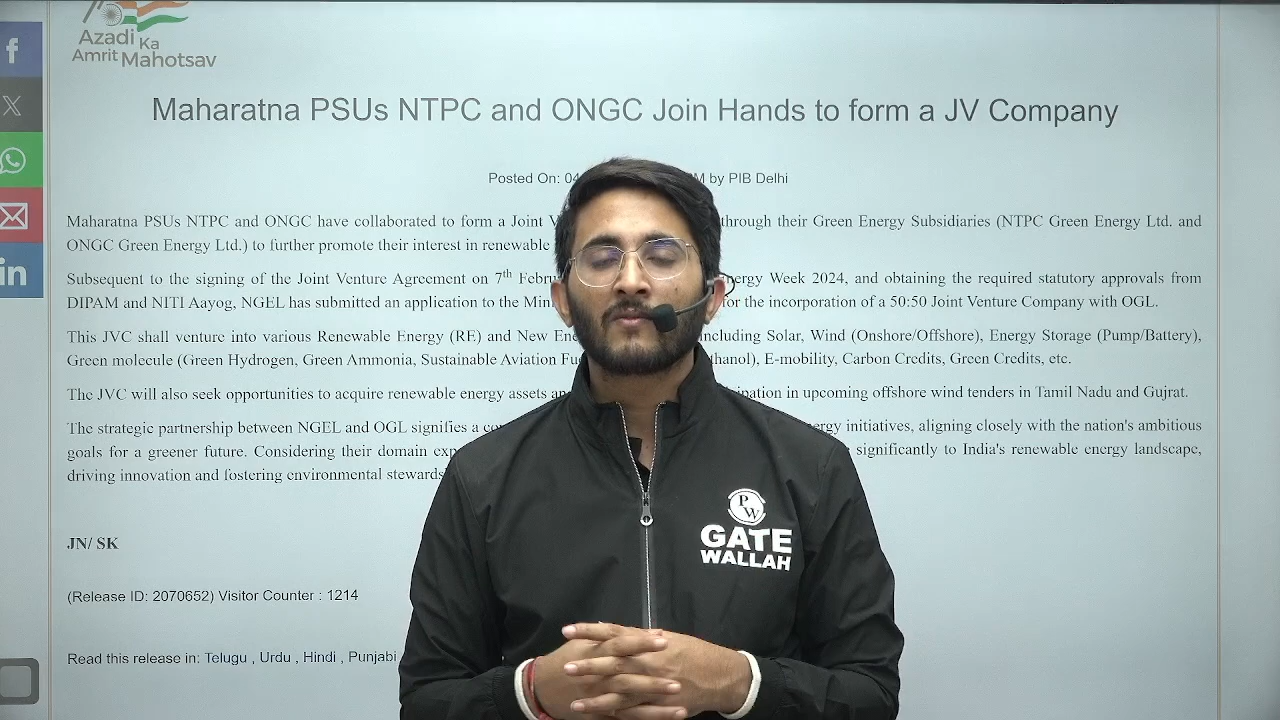 Azadi Ka
Amrit Mahotsav
Maharatna PSUs NTPC and ONGC Join Hands to form a JV Company
Posted On: 04 M by PIB Delhi
Maharatna PSUs NTPC and ONGC have collaborated to form a Joint V through their Green Energy Subsidiaries (NTPC Green Energy Ltd. and
ONGC Green Energy Ltd.) to further promote their interest in renewable
Subsequent to the signing of the Joint Venture Agreement on 7th Febru nergy Week 2024, and obtaining the required statutory approvals from
DIPAM and NITI Aayog, NGEL has submitted an application to the Min for the incorporation of a 50:50 Joint Venture Company with OGL.
This JVC shall venture into various Renewable Energy (RE) and New Ene including Solar, Wind (Onshore/Offshore), Energy Storage (Pump/Battery),
Green molecule (Green Hydrogen, Green Ammonia, Sustainable Aviation Fue thanol), E-mobility, Carbon Credits, Green Credits, etc.
The JVC will also seek opportunities to acquire renewable energy assets an ipation in upcoming offshore wind tenders in Tamil Nadu and Gujrat.
The strategic partnership between NGEL and OGL signifies a co ergy initiatives, aligning closely with the nation's ambitious
goals for a greener future. Considering their domain exp significantly to India's renewable energy landscape,
driving innovation and fostering environmental stewards
JN/ SK
(Release ID: 2070652) Visitor Counter : 1214
Read this release in: Telugu , Urdu , Hindi , Punjabi
PW
GATE
WALLAH